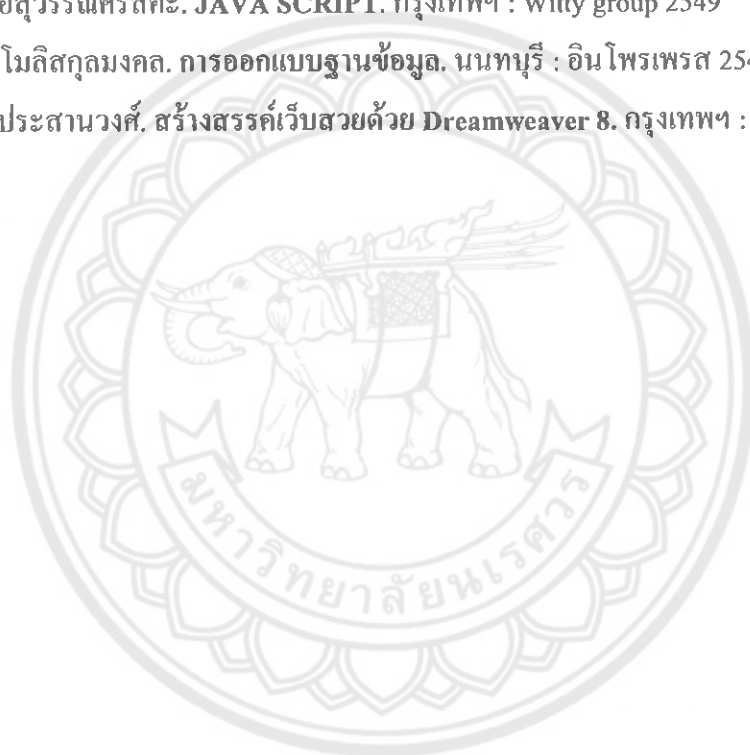 JAVA SCRIPT. กรุงเทพฯ : Witty group 2549
โมลิสกุลมงคล. การออกแบบฐานข้อมูล. นนทบุรี : อินโพรเพรส
ประสานวงศ์. สร้างสรรค์เว็บสวยด้วย Dreamweaver 8. กรุงเทพฯ :
มหาวิทยาลัยนเรศวร